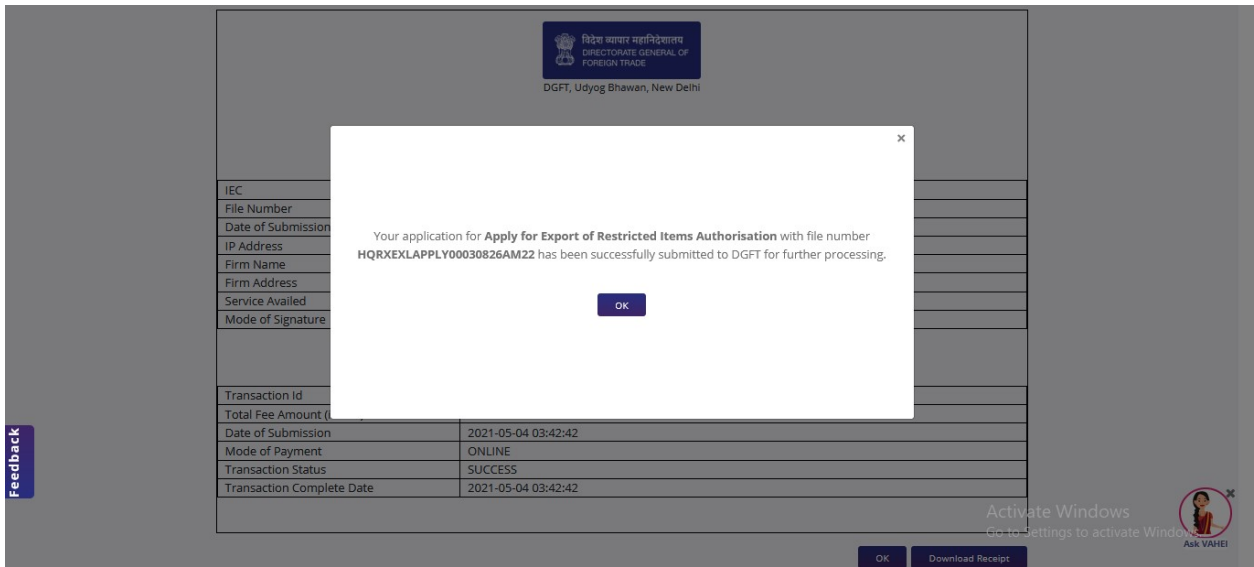 विदेश व्यापार महानिदेशालय
DIRECTORATE GENERAL OF
FOREIGN TRADE
DGFT, Udyog Bhawan, New Delhi
×
Your application for Apply for Export of Restricted Items Authorisation with file number
HQRXEXLAPPLY00030826AM22 has been successfully submitted to DGFT for further processing.
OK
IEC
File Number
Date of Submission
IP Address
Firm Name
Firm Address
Service Availed
Mode of Signature
Transaction Id
Total Fee Amount
Date of Submission 2021-05-04 03:42:42
Mode of Payment ONLINE
Transaction Status SUCCESS
Transaction Complete Date 2021-05-04 03:42:42
Feedback
Activate Windows
Go to Settings to activate Windows
Ask VAHEI
OK Download Receipt